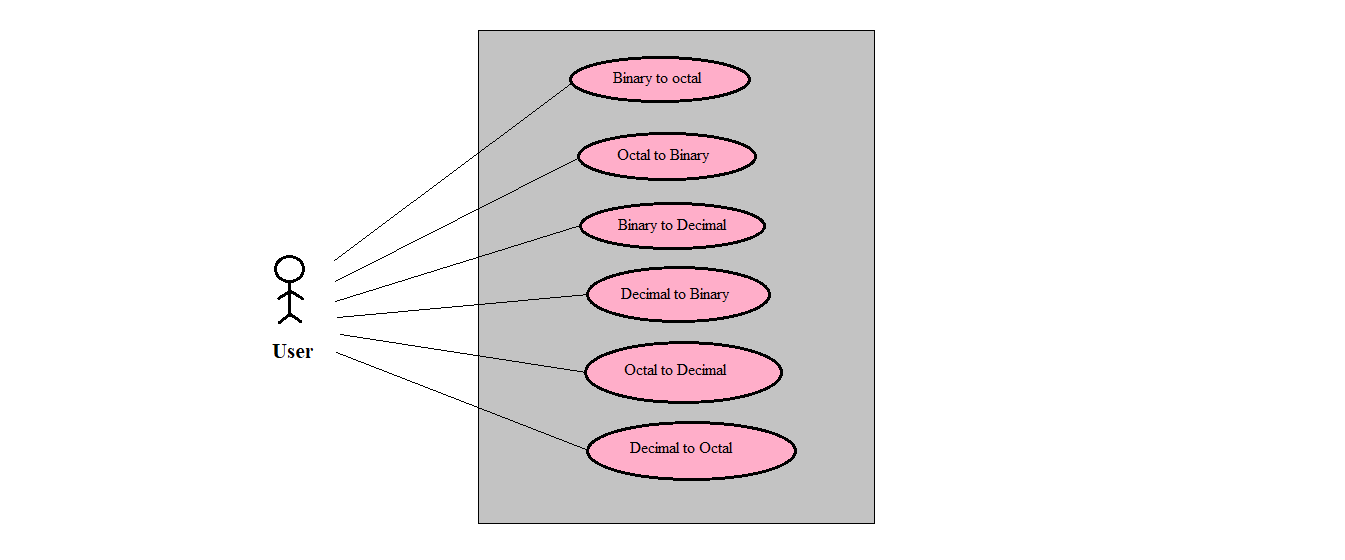 Binary to octal
Octal to Binary
Binary to Decimal
Decimal to Binary
Octal to Decimal
Decimal to Octal
User